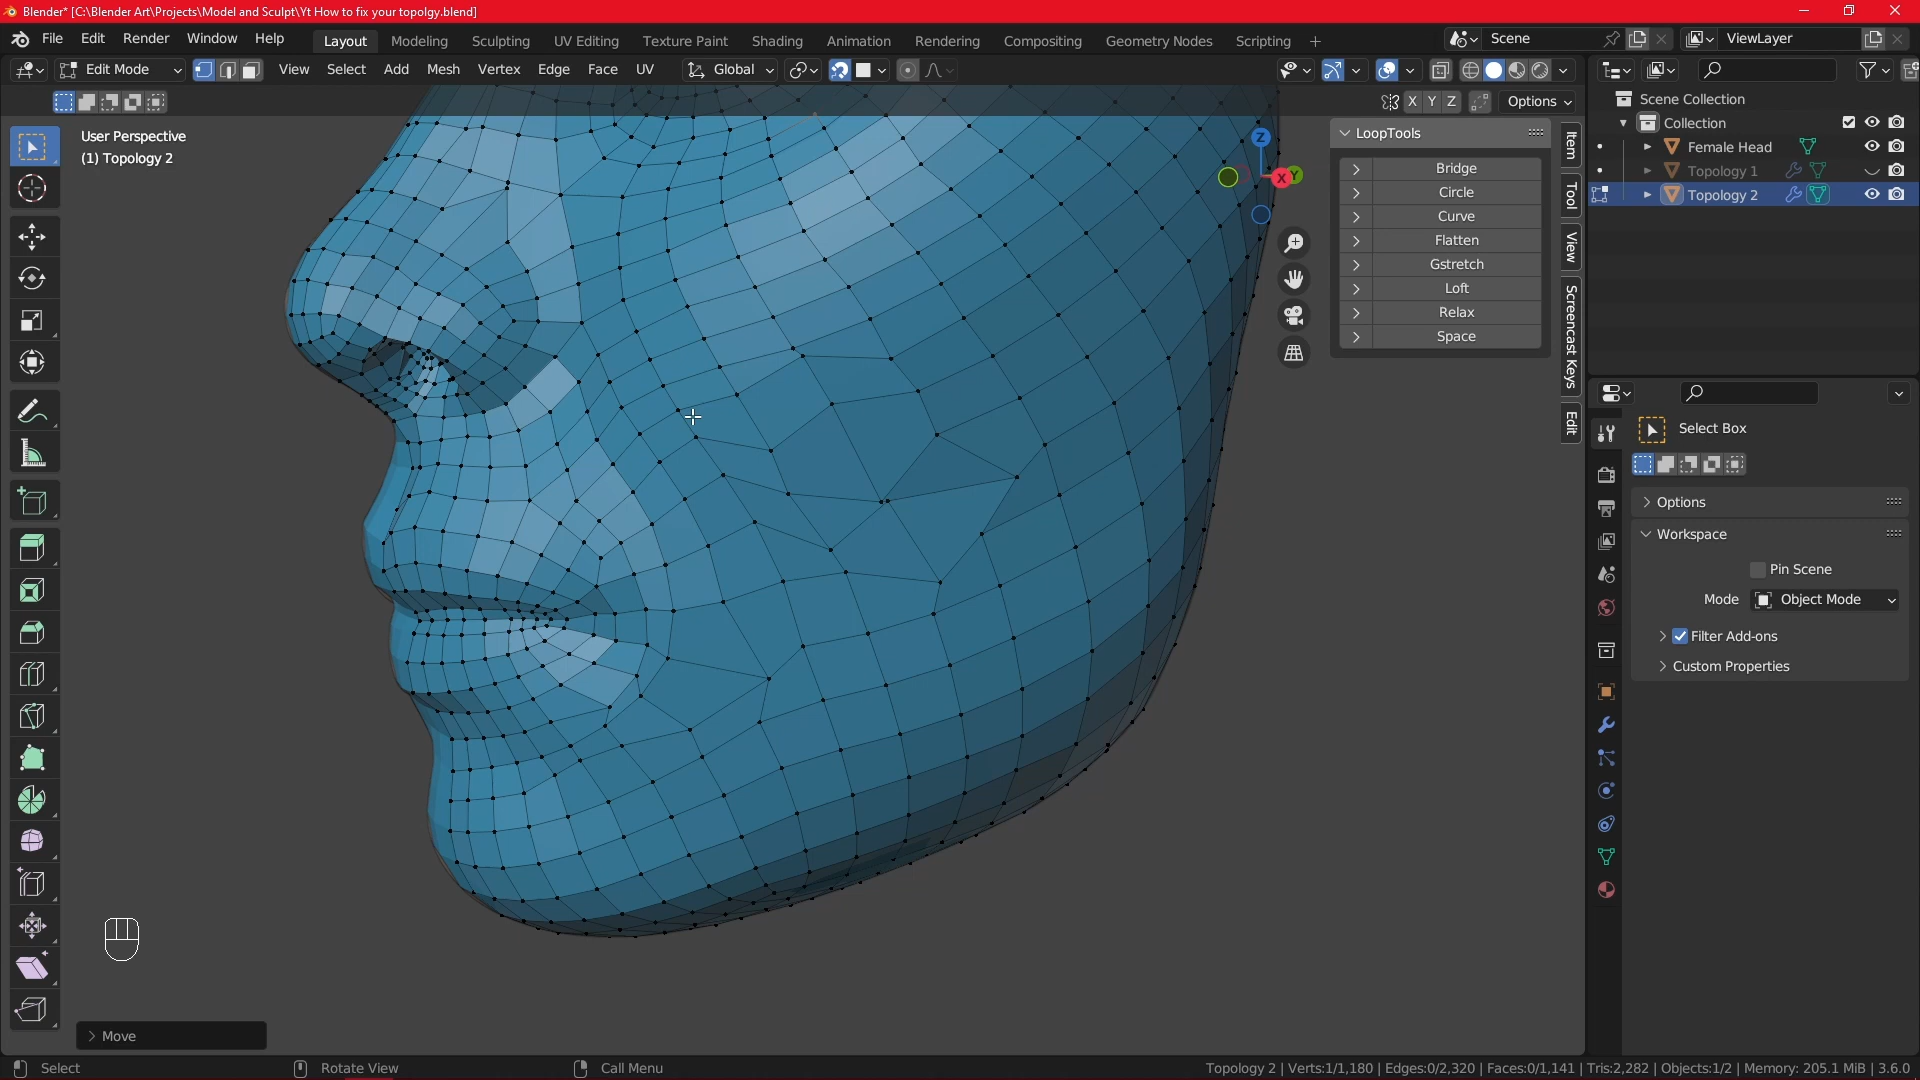 Blender* [C:\Blender Art\Projects\Model and Sculpt\Yt How to fix your topolgy.blend]
File Edit Render Window Help Layout Modeling Sculpting UV Editing Texture Paint Shading Animation Rendering Compositing Geometry Nodes Scripting + Scene ViewLayer
Edit Mode View Select Add Mesh Vertex Edge Face UV Global
X Y Z Options
User Perspective
(1) Topology 2
Z
X Y
LoopTools
Bridge
Circle
Curve
Flatten
Gstretch
Loft
Relax
Space
Item
Tool
View
Screencast Keys
Edit
Scene Collection
Collection
Female Head
Topology 1
Topology 2
Select Box
Options
Workspace
Pin Scene
Mode Object Mode
Filter Add-ons
Custom Properties
Move
Select Rotate View Call Menu Topology 2 | Verts:1/1,180 | Edges:0/2,320 | Faces:0/1,141 | Tris:2,282 | Objects:1/2 | Memory: 205.1 MiB | 3.6.0